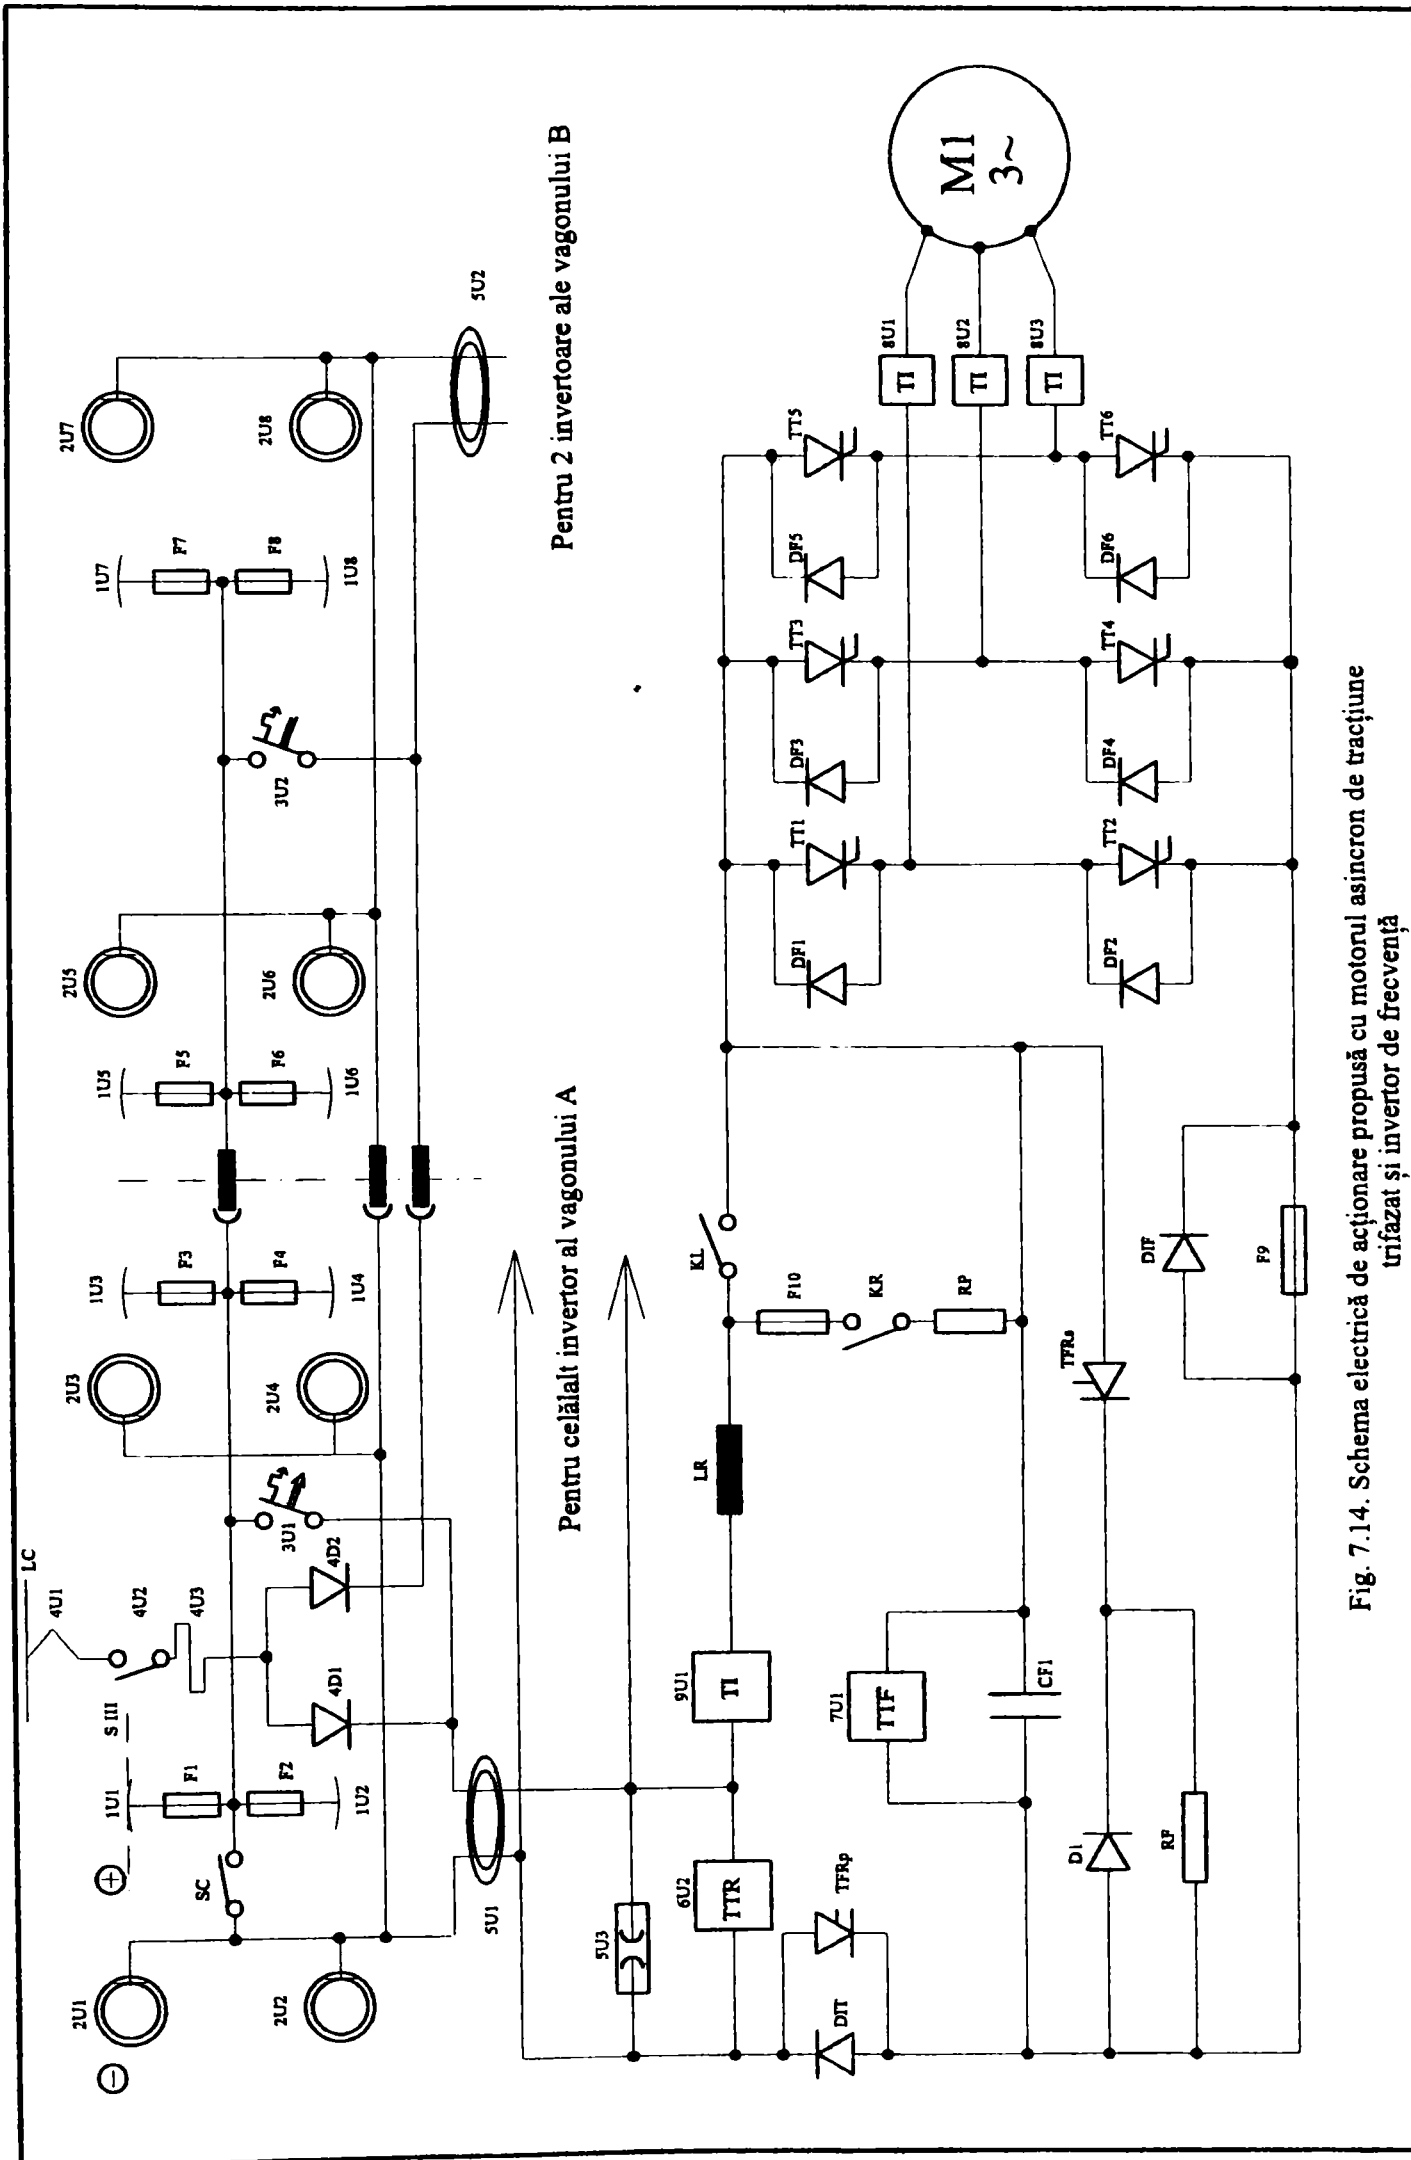 LC
4U1
4U2
4U3
S III
+
−
2U1
2U2
SC
1U1
F1
F2
1U2
4D1
4D2
3U1
2U3
2U4
1U3
F3
F4
1U4
1U5
F5
F6
1U6
2U5
2U6
3U2
1U7
F7
F8
1U8
2U7
2U8
5U1
5U2
Pentru celălalt invertor al vagonului A
Pentru 2 invertoare ale vagonului B
5U3
6U2
TTR
9U1
TI
LR
KL
F10
KR
RP
7U1
TTF
CF1
DIT
TFRp
TFRs
D1
RF
DIF
F9
DF1
TT1
DF3
TT3
DF5
TT5
DF2
TT2
DF4
TT4
DF6
TT6
TI
8U1
TI
8U2
TI
8U3
M1
3~
Fig. 7.14. Schema electrică de acționare propusă cu motorul asincron de tracțiune
trifazat și invertor de frecvență